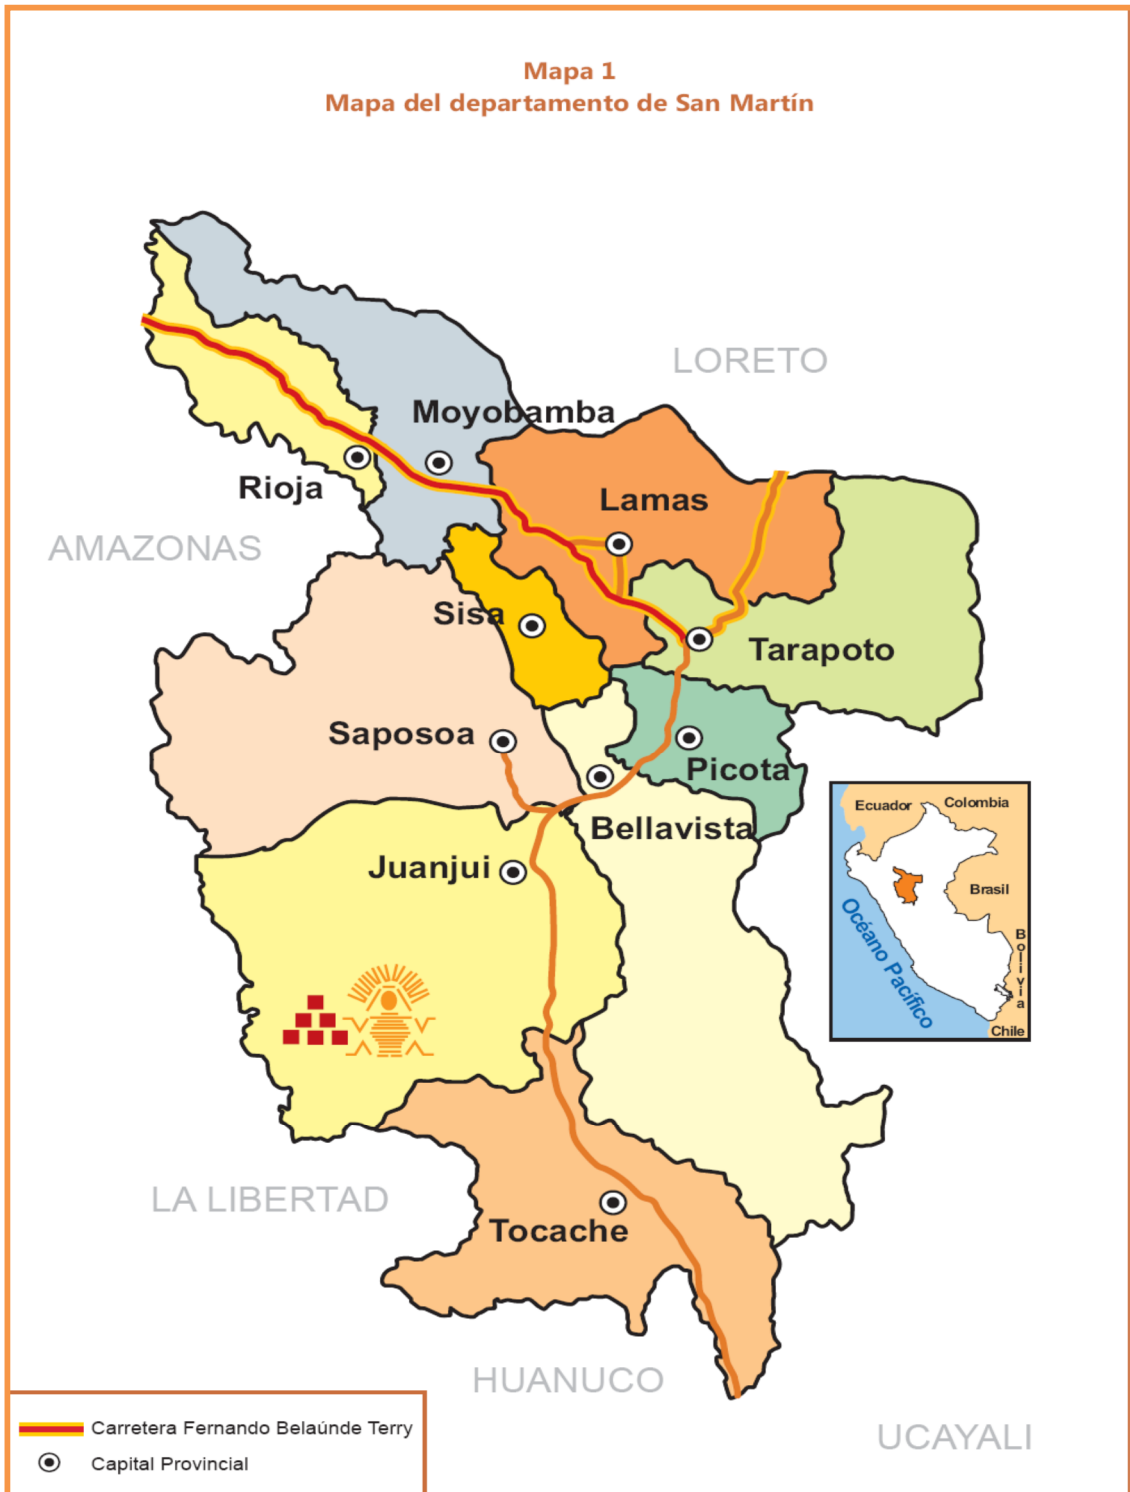 Mapa 1
Mapa del departamento de San Martín
LORETO
Moyobamba
Rioja
Lamas
AMAZONAS
Sisa
Tarapoto
Saposoa
Picota
Ecuador
Colombia
Bellavista
Juanjui
Brasil
Océano Pacífico
Bolivia
Chile
LA LIBERTAD
Tocache
HUANUCO
UCAYALI
Carretera Fernando Belaúnde Terry
Capital Provincial